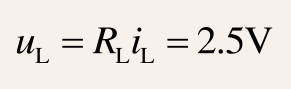 u_L = R_L i_L = 2.5V